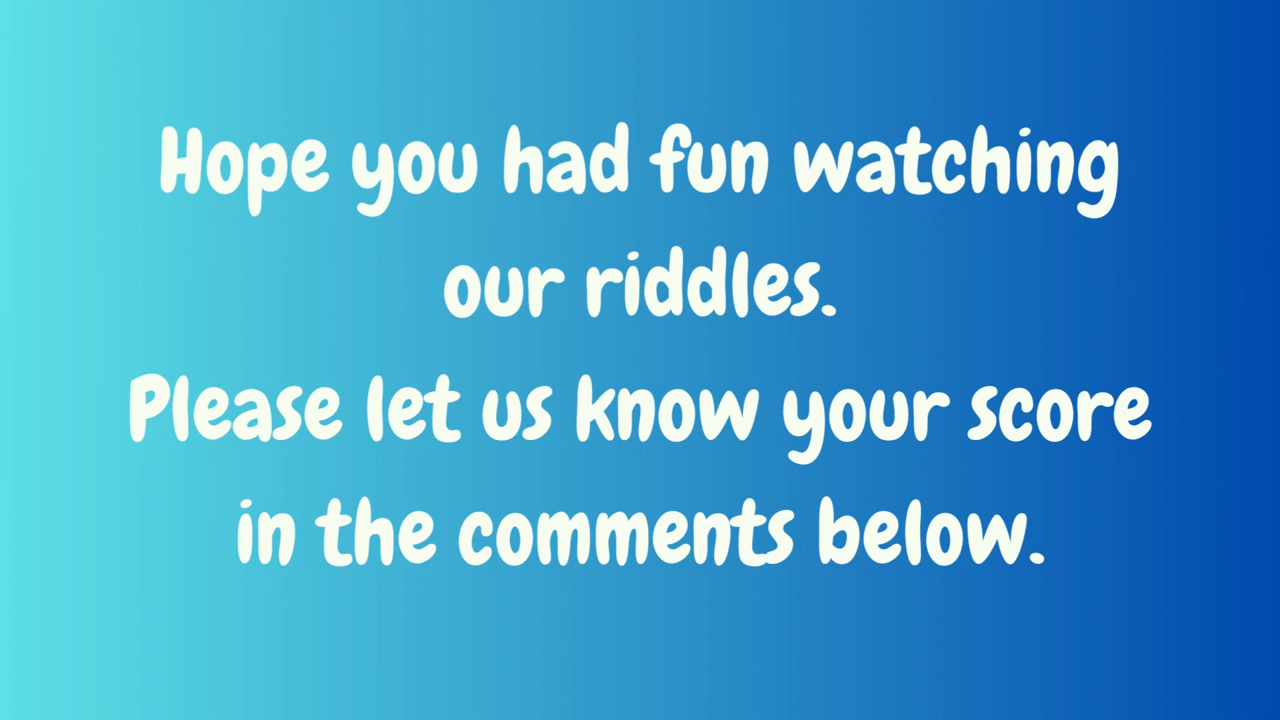 Hope you had fun watching
our riddles.
Please let us know your score
in the comments below.